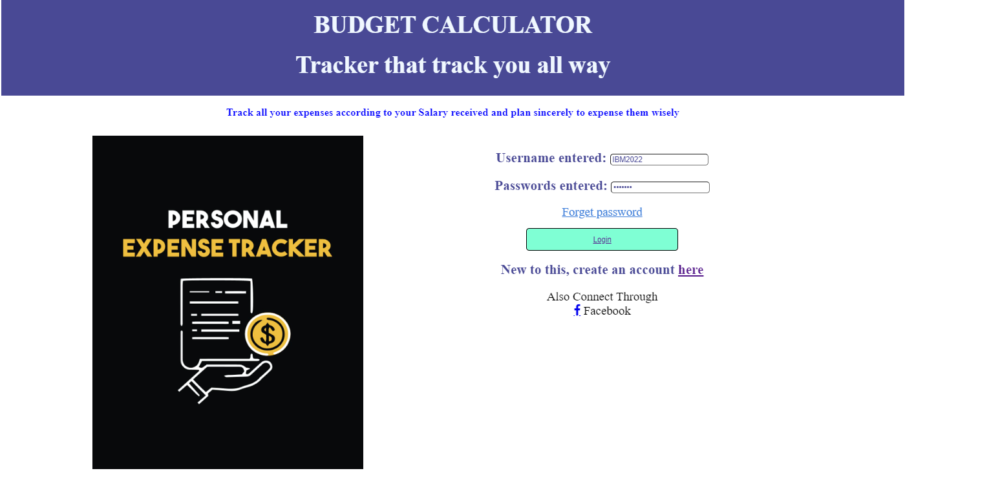 BUDGET CALCULATOR
Tracker that track you all way
Track all your expenses according to your Salary received and plan sincerely to expense them wisely
PERSONAL
EXPENSE TRACKER
$
Username entered: IBM2022
Passwords entered: •••••••
Forget password
Login
New to this, create an account here
Also Connect Through
f Facebook